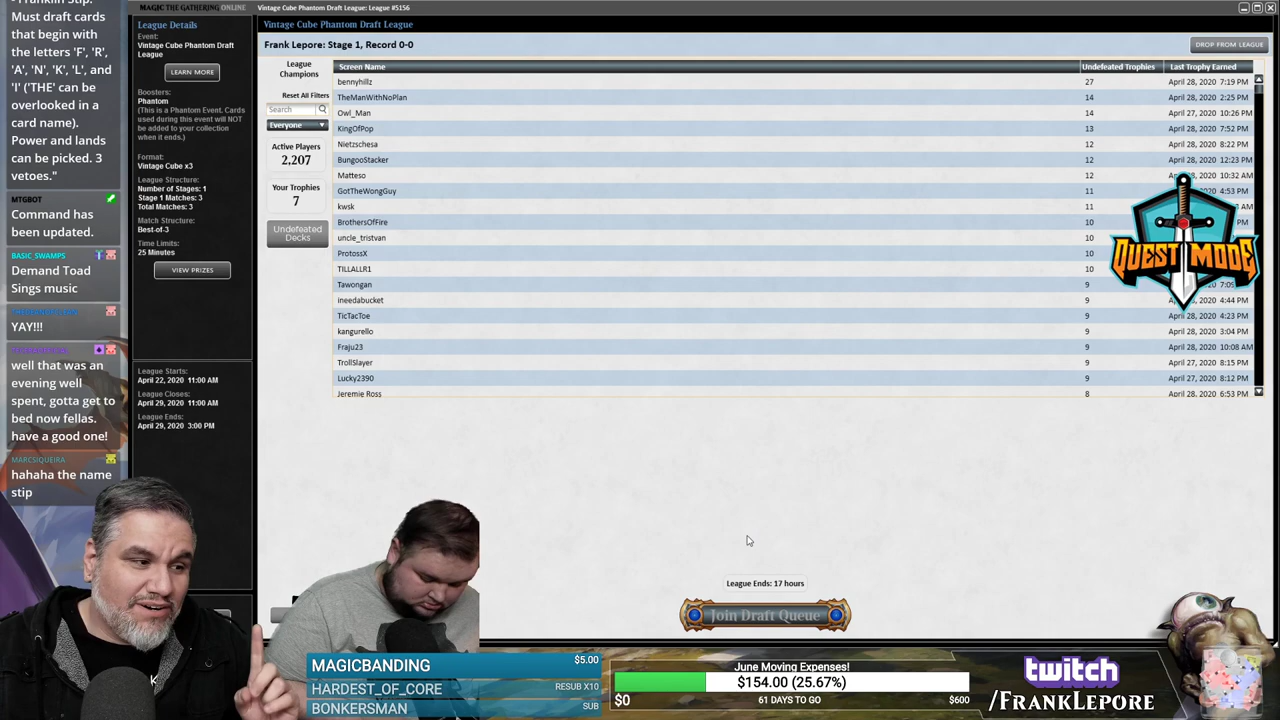 "Franklin Stip:
Must draft cards
that begin with
the letters 'F', 'R',
'A', 'N', 'K', 'L', and
'I' ('THE' can be
overlooked in a
card name).
Power and lands
can be picked. 3
vetoes."
MTGBOT
Command has
been updated.
BASIC_SWAMPS
Demand Toad
Sings music
YAY!!!
well that was an
evening well
spent, gotta get to
bed now fellas.
have a good one!
MARCSIQUEIRA
hahaha the name
stip
MAGIC THE GATHERING ONLINE
Vintage Cube Phantom Draft League: League #5156
League Details
Event:
Vintage Cube Phantom Draft
League
LEARN MORE
Boosters:
Phantom
(This is a Phantom Event. Cards
used during this event will NOT
be added to your collection
when it ends.)
Format:
Vintage Cube x3
League Structure:
Number of Stages: 1
Stage 1 Matches: 3
Total Matches: 3
Match Structure:
Best-of-3
Time Limits:
25 Minutes
VIEW PRIZES
League Starts:
April 22, 2020 11:00 AM
League Closes:
April 29, 2020 11:00 AM
League Ends:
April 29, 2020 3:00 PM
Vintage Cube Phantom Draft League
Frank Lepore: Stage 1, Record 0-0
DROP FROM LEAGUE
League
Champions
Reset All Filters
Search
Everyone
Active Players
2,207
Your Trophies
7
Undefeated
Decks
Screen Name Undefeated Trophies Last Trophy Earned
bennyhillz 27 April 28, 2020 7:19 PM
TheManWithNoPlan 14 April 28, 2020 2:25 PM
Owl_Man 14 April 27, 2020 10:26 PM
KingOfPop 13 April 28, 2020 7:52 PM
Nietzschesa 12 April 28, 2020 8:22 PM
BungooStacker 12 April 28, 2020 12:23 PM
Matteso 12 April 28, 2020 10:32 AM
GotTheWongGuy 11 4:53 PM
kwsk 11 AM
BrothersOfFire 10 PM
uncle_tristvan 10
ProtossX 10
TILLALLR1 10
Tawongan 9 April 28, 2020
ineedabucket 9 4:44 PM
TicTacToe 9 April 28, 2020 4:23 PM
kangurello 9 April 28, 2020 3:04 PM
Fraju23 9 April 28, 2020 10:08 AM
TrollSlayer 9 April 27, 2020 8:15 PM
Lucky2390 9 April 27, 2020 8:12 PM
Jeremie Ross 8 April 28, 2020 6:53 PM
QUEST MODE
League Ends: 17 hours
Join Draft Queue
MAGICBANDING $5.00
HARDEST_OF_CORE RESUB X10
BONKERSMAN SUB
June Moving Expenses!
$154.00 (25.67%)
$0 61 DAYS TO GO $600
twitch
/FRANKLEPORE